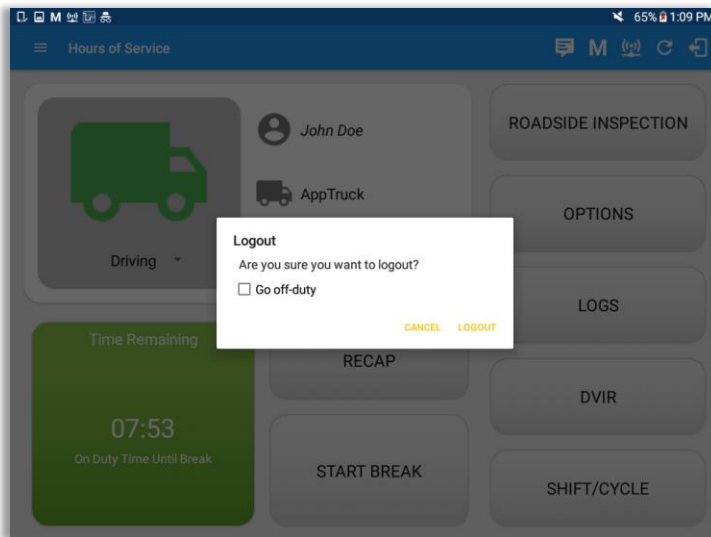 65% 1:09 PM
Hours of Service
M
John Doe
AppTruck
Driving
ROADSIDE INSPECTION
OPTIONS
LOGS
DVIR
SHIFT/CYCLE
Logout
Are you sure you want to logout?
Go off-duty
CANCEL LOGOUT
Time Remaining
07:53
On Duty Time Until Break
RECAP
START BREAK